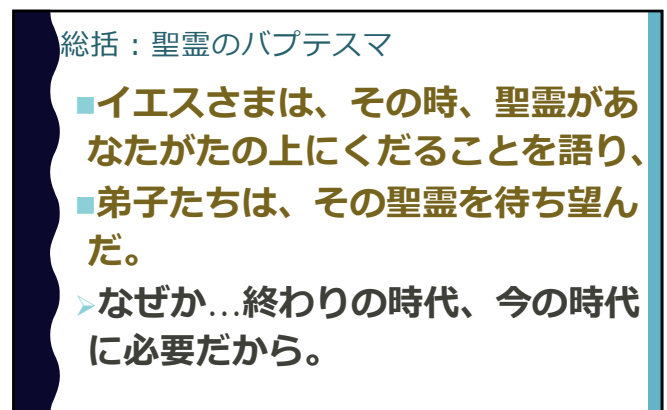 総括：聖霊のバプテスマ
■イエスさまは、その時、聖霊があ
なたがたの上にくだることを語り、
■弟子たちは、その聖霊を待ち望ん
だ。
➢なぜか…終わりの時代、今の時代
に必要だから。